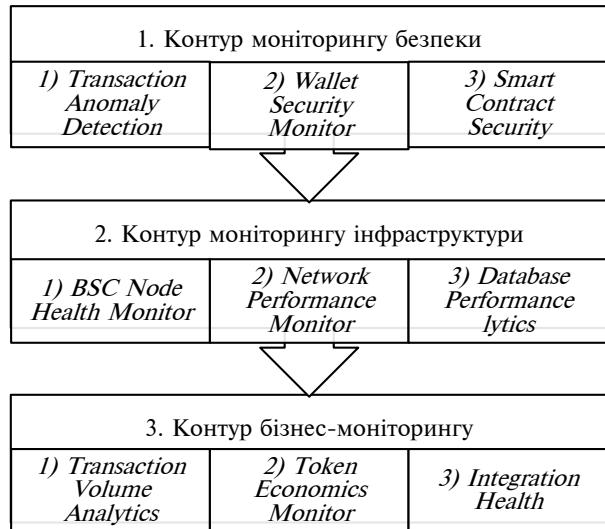 1. Контур моніторингу безпеки
1) Transaction
Anomaly
Detection
2) Wallet
Security
Monitor
3) Smart
Contract
Security
2. Контур моніторингу інфраструктури
1) BSC Node
Health Monitor
2) Network
Performance
Monitor
3) Database
Performance
lytics
3. Контур бізнес-моніторингу
1) Transaction
Volume
Analytics
2) Token
Economics
Monitor
3) Integration
Health